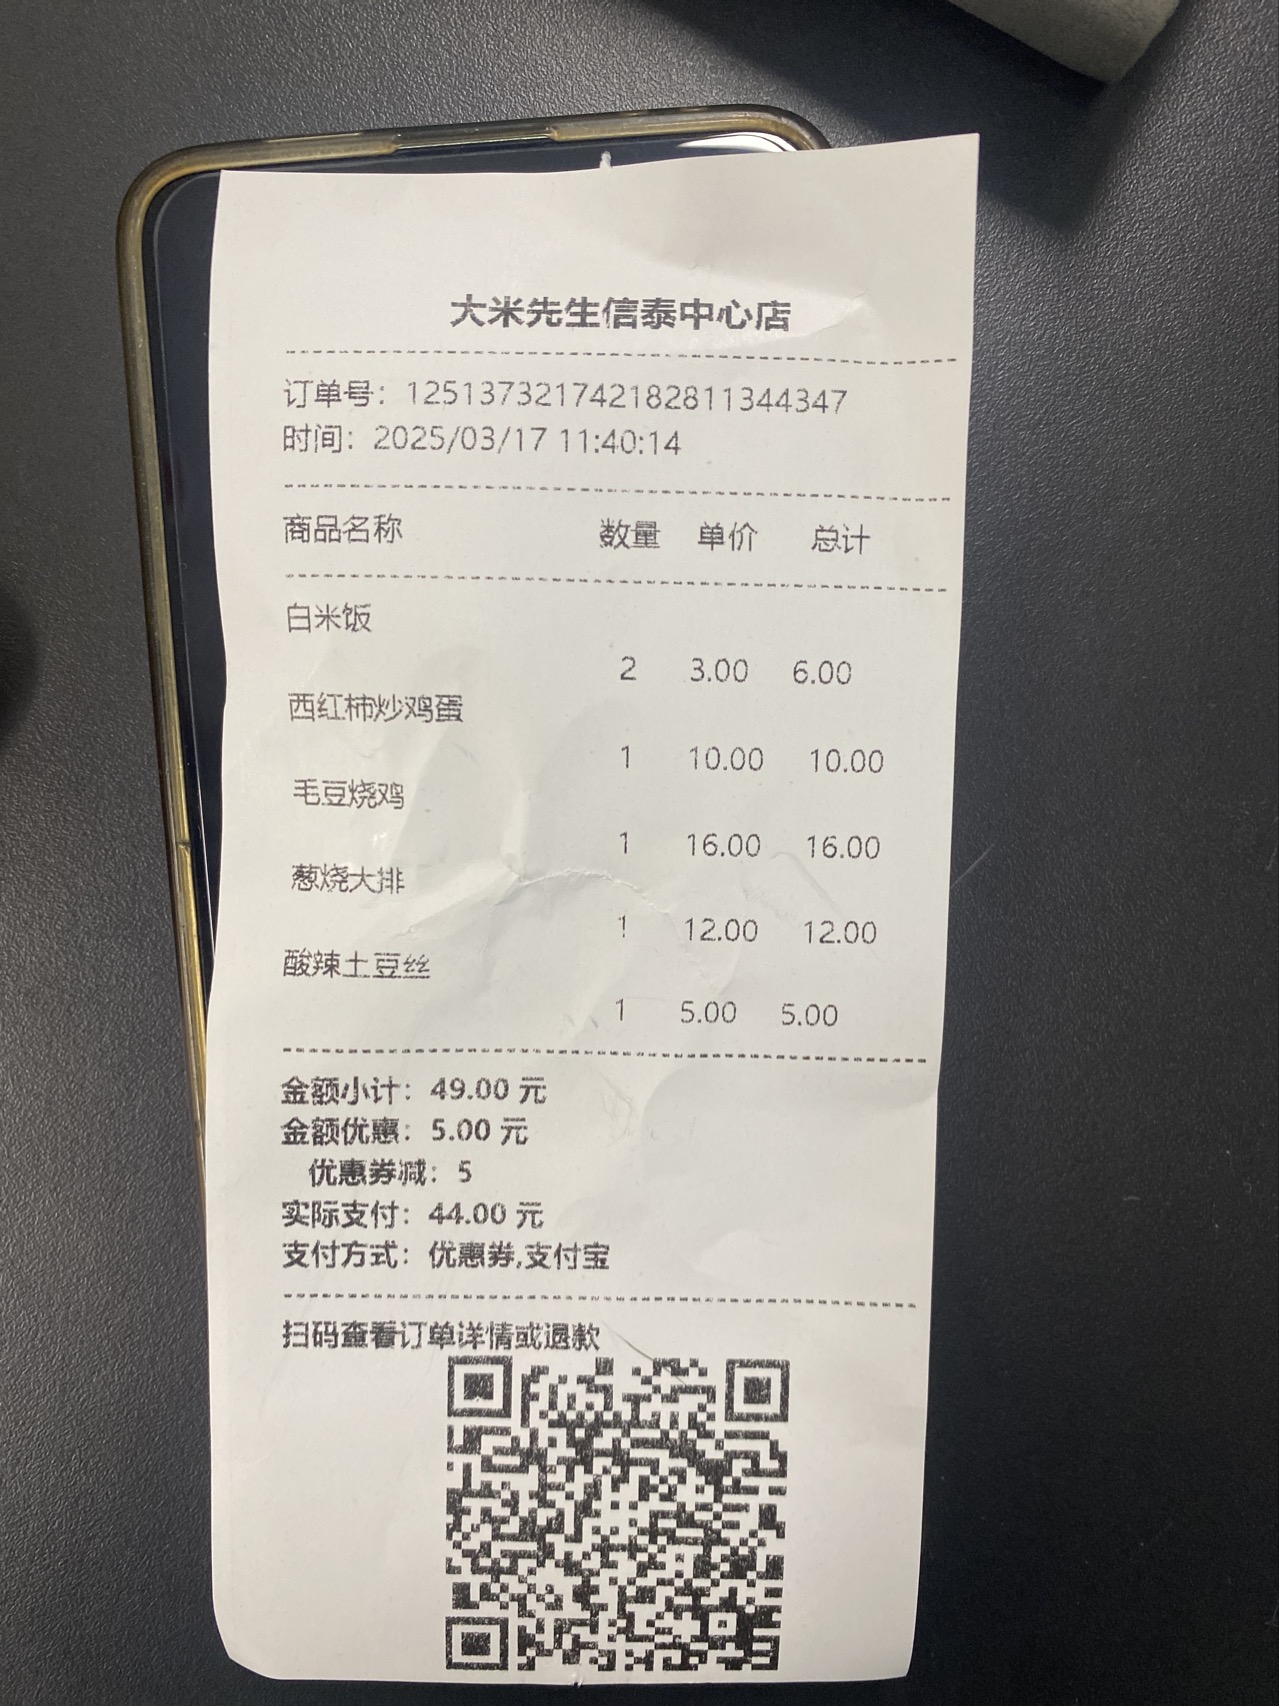 大米先生信泰中心店
订单号：1251373217421828​11344347
时间：2025/03/17 11:40:14
商品名称 数量 单价 总计
白米饭
2 3.00 6.00
西红柿炒鸡蛋
1 10.00 10.00
毛豆烧鸡
1 16.00 16.00
葱烧大排
1 12.00 12.00
酸辣土豆丝
1 5.00 5.00
金额小计：49.00 元
金额优惠：5.00 元
优惠券减：5
实际支付：44.00 元
支付方式：优惠券,支付宝
扫码查看订单详情或退款